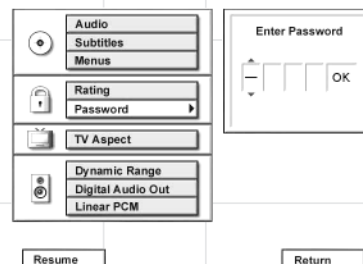 Audio
Subtitles
Menus
Rating
Password
TV Aspect
Dynamic Range
Digital Audio Out
Linear PCM
Enter Password
OK
Resume
Return